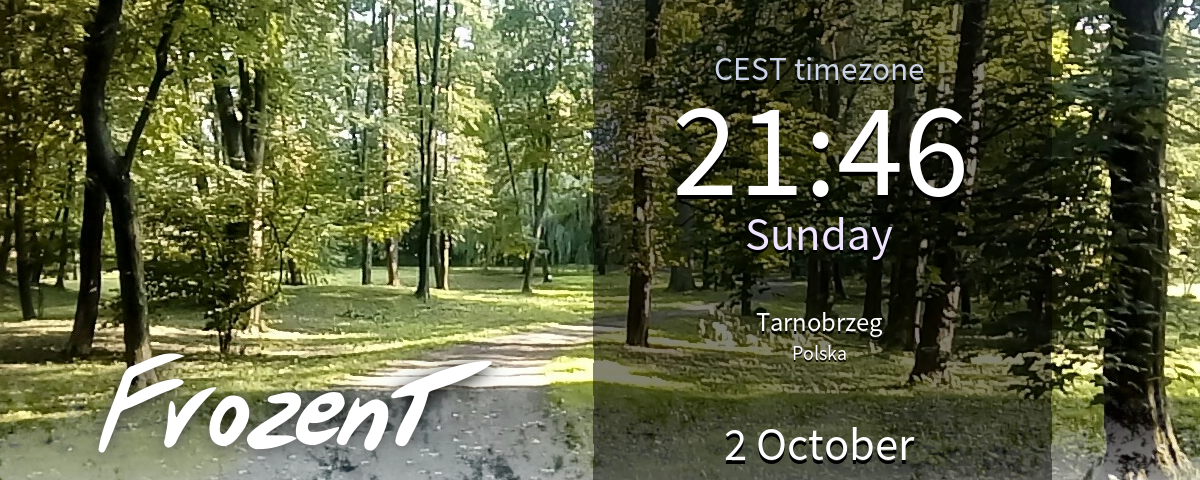 FrozenT
CEST timezone
21:46
Sunday
Tarnobrzeg
Polska
2 October